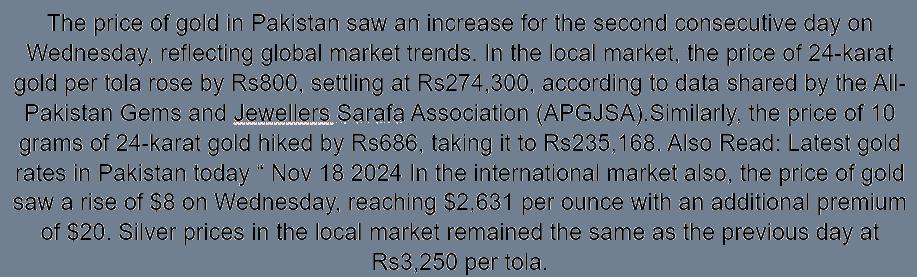 The price of gold in Pakistan saw an increase for the second consecutive day on
Wednesday, reflecting global market trends. In the local market, the price of 24-karat
gold per tola rose by Rs800, settling at Rs274,300, according to data shared by the All-
Pakistan Gems and Jewellers Sarafa Association (APGJSA).Similarly, the price of 10
grams of 24-karat gold hiked by Rs686, taking it to Rs235,168. Also Read: Latest gold
rates in Pakistan today “ Nov 18 2024 In the international market also, the price of gold
saw a rise of $8 on Wednesday, reaching $2,631 per ounce with an additional premium
of $20. Silver prices in the local market remained the same as the previous day at
Rs3,250 per tola.